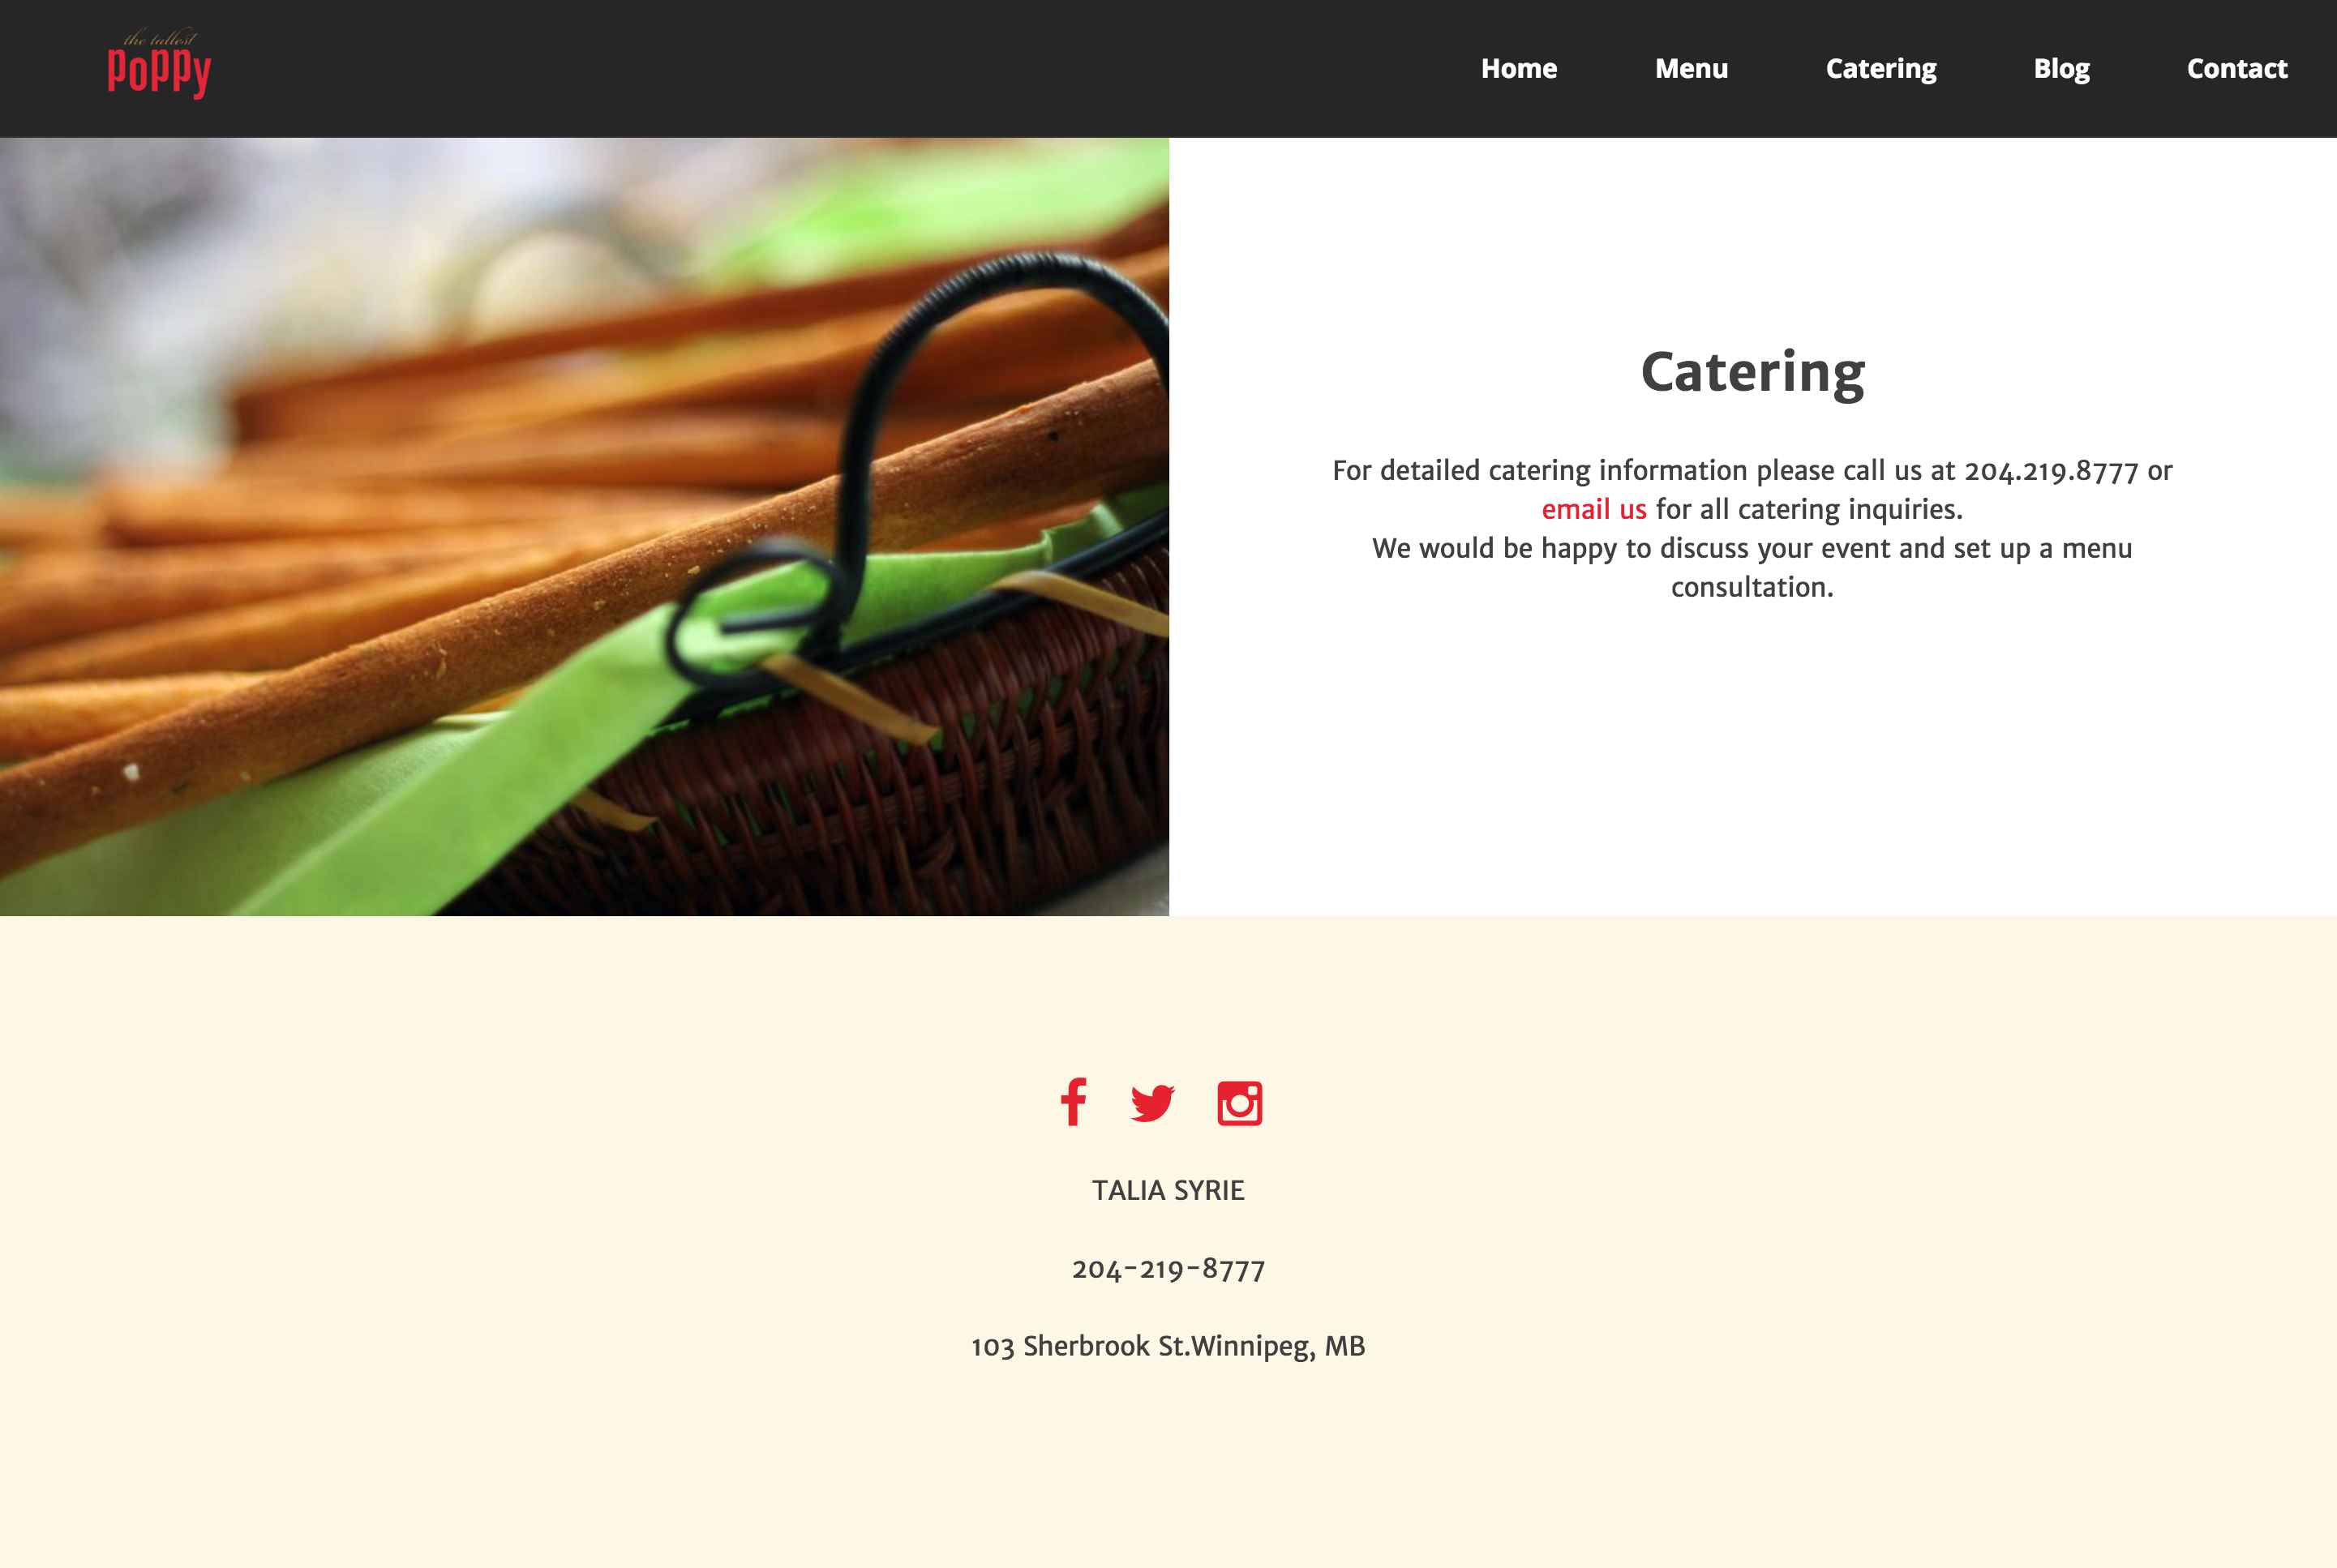 the tallest
poppy
Home Menu Catering Blog Contact
Catering
For detailed catering information please call us at 204.219.8777 or
email us for all catering inquiries.
We would be happy to discuss your event and set up a menu
consultation.
TALIA SYRIE
204-219-8777
103 Sherbrook St.Winnipeg, MB